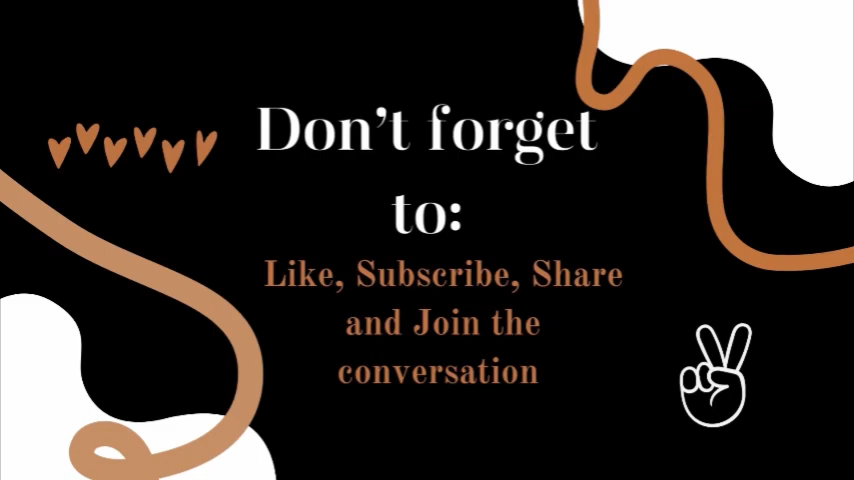 Don't forget
to:
Like, Subscribe, Share
and Join the
conversation